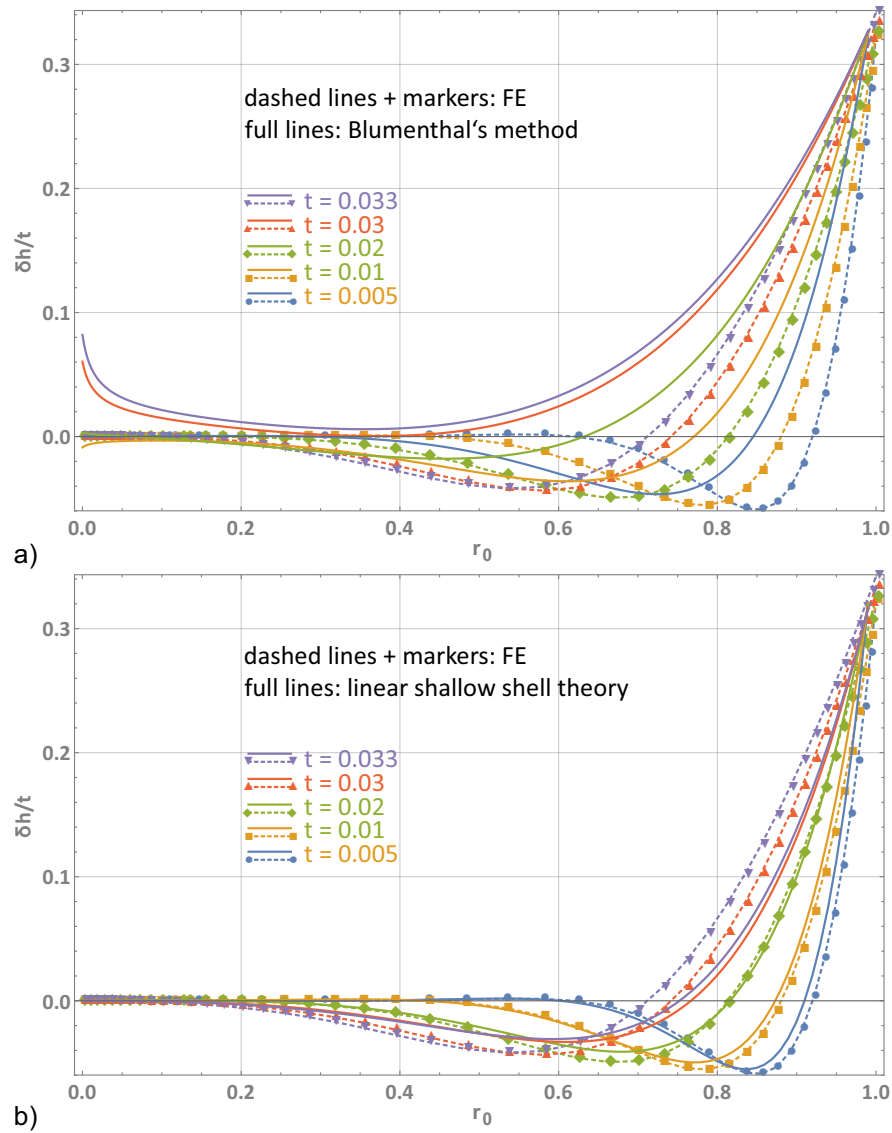 0.3
0.2
0.1
0.0
δh/t
dashed lines + markers: FE
full lines: Blumenthal‘s method
t = 0.033
t = 0.03
t = 0.02
t = 0.01
t = 0.005
0.0 0.2 0.4 0.6 0.8 1.0
r0
a)
0.3
0.2
0.1
0.0
δh/t
dashed lines + markers: FE
full lines: linear shallow shell theory
t = 0.033
t = 0.03
t = 0.02
t = 0.01
t = 0.005
0.0 0.2 0.4 0.6 0.8 1.0
r0
b)